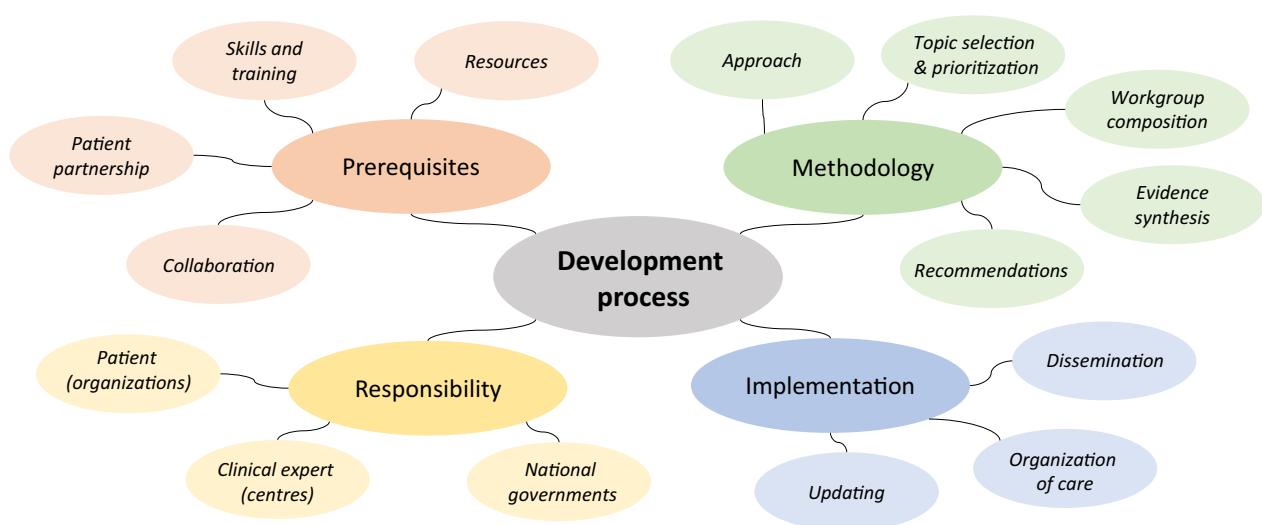 Skills and
training
Resources
Patient
partnership
Prerequisites
Collaboration
Approach
Topic selection
& prioritization
Workgroup
composition
Methodology
Evidence
synthesis
Recommendations
Development
process
Patient
(organizations)
Responsibility
Clinical expert
(centres)
National
governments
Implementation
Dissemination
Organization
of care
Updating